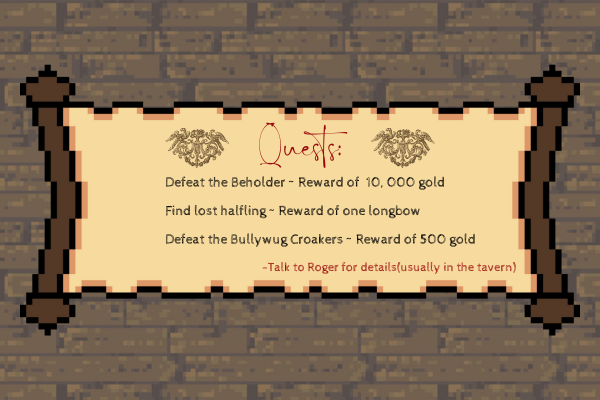 Quests:
Defeat the Beholder ~ Reward of 10, 000 gold
Find lost halfling ~ Reward of one longbow
Defeat the Bullywug Croakers ~ Reward of 500 gold
~Talk to Roger for details(usually in the tavern)